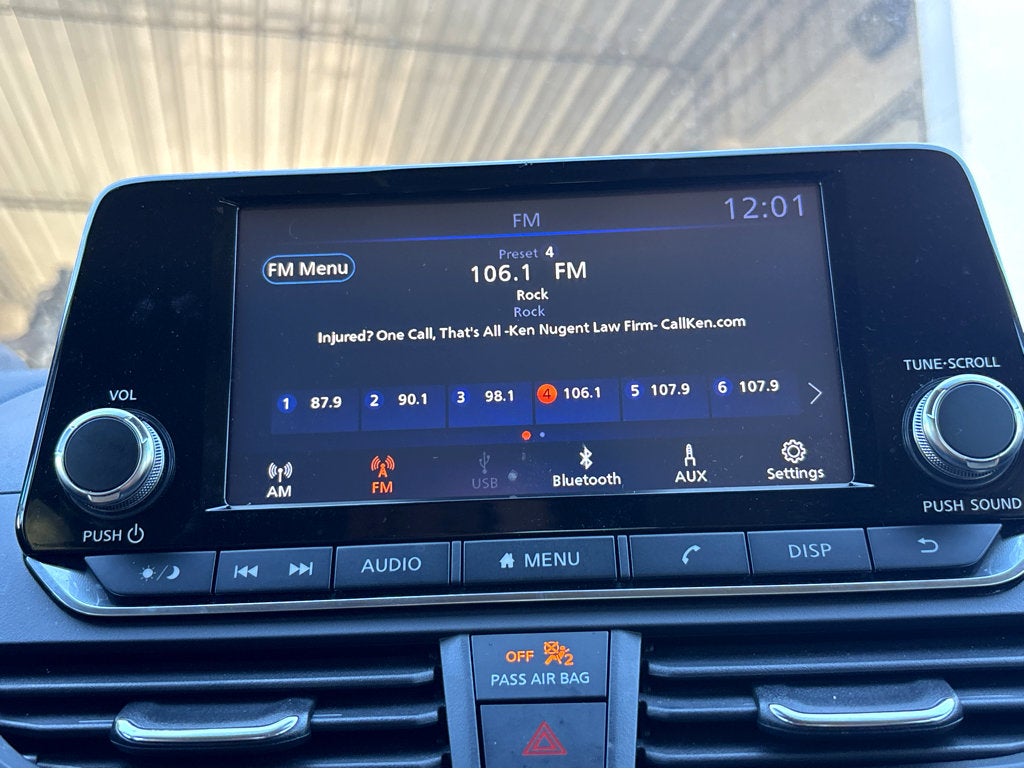 FM
12:01
FM Menu
Preset 4
106.1 FM
Rock
Rock
Injured? One Call, That's All -Ken Nugent Law Firm- CallKen.com
1 87.9
2 90.1
3 98.1
4 106.1
5 107.9
6 107.9
AM
FM
USB
Bluetooth
AUX
Settings
VOL
PUSH
TUNE·SCROLL
PUSH SOUND
AUDIO
MENU
DISP
OFF 2
PASS AIR BAG